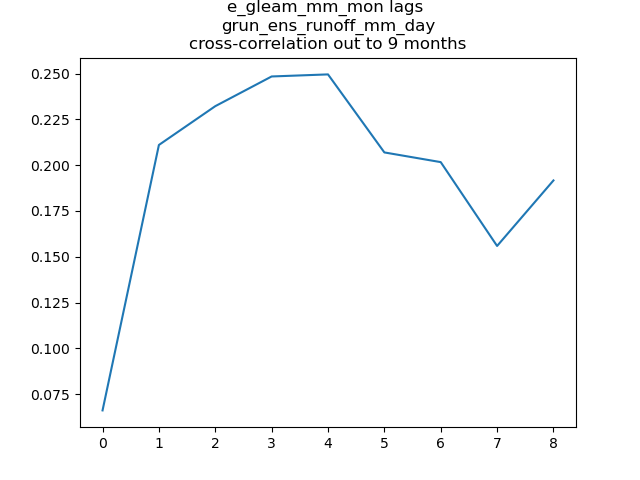 e_gleam_mm_mon lags
grun_ens_runoff_mm_day
cross-correlation out to 9 months
0.250
0.225
0.200
0.175
0.150
0.125
0.100
0.075
0 1 2 3 4 5 6 7 8